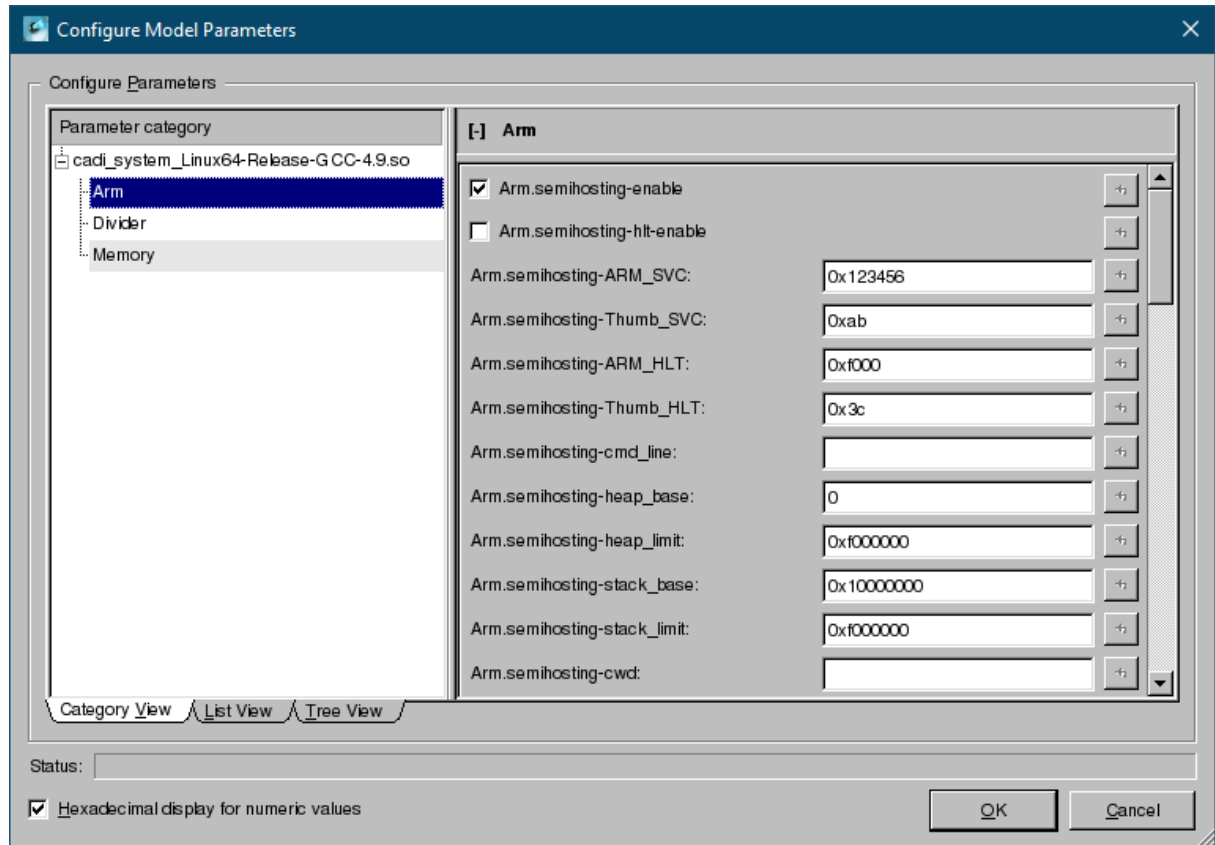 Configure Model Parameters
Configure Parameters
Parameter category
cadi_system_Linux64-Release-GCC-4.9.so
Arm
Divider
Memory
[-] Arm
Arm.semihosting-enable
Arm.semihosting-hlt-enable
Arm.semihosting-ARM_SVC: 0x123456
Arm.semihosting-Thumb_SVC: 0xab
Arm.semihosting-ARM_HLT: 0xf000
Arm.semihosting-Thumb_HLT: 0x3c
Arm.semihosting-cmd_line:
Arm.semihosting-heap_base: 0
Arm.semihosting-heap_limit: 0xf000000
Arm.semihosting-stack_base: 0x10000000
Arm.semihosting-stack_limit: 0xf000000
Arm.semihosting-cwd:
Category View List View Tree View
Status:
Hexadecimal display for numeric values
OK Cancel